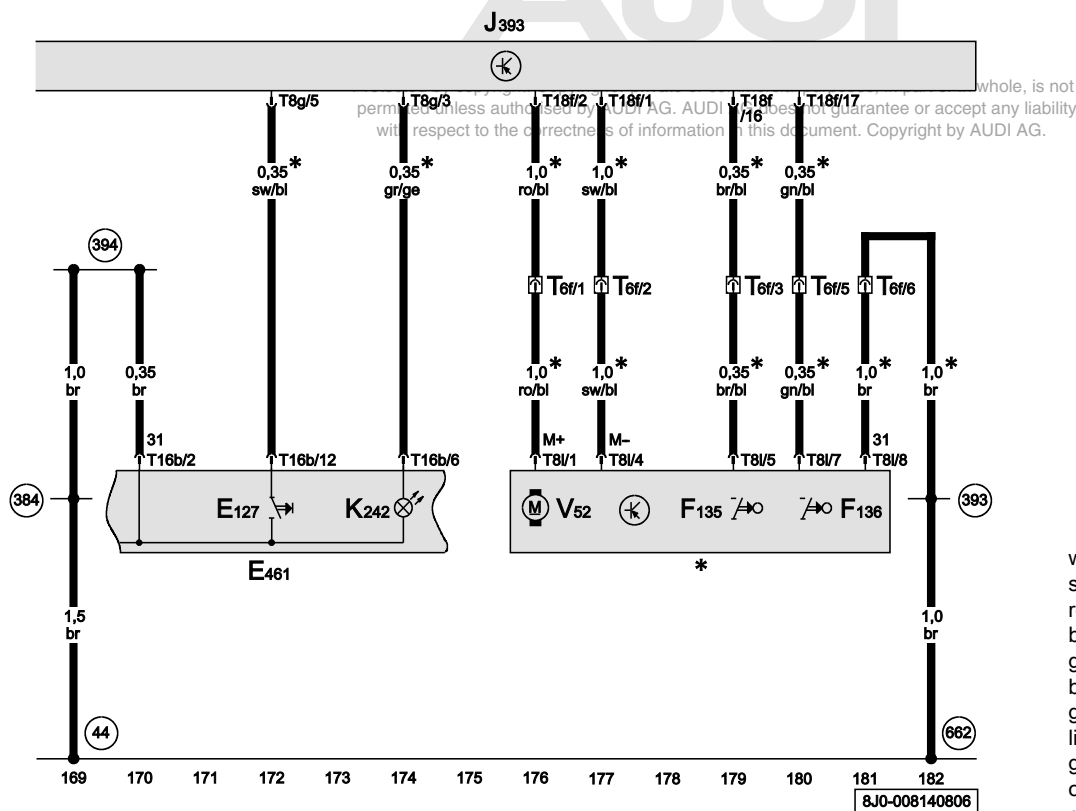 AUDI
J393
whole, is not
permitted unless authorised by AUDI AG. AUDI AG does not guarantee or accept any liability
with respect to the correctness of information in this document. Copyright by AUDI AG.
T8g/5 T8g/3 T18f/2 T18f/1 T18f/16 T18f/17
0,35* 0,35* 1,0* 1,0* 0,35* 0,35*
sw/bl gr/ge ro/bl sw/bl br/bl gn/bl
394
T6f/1 T6f/2 T6f/3 T6f/5 T6f/6
1,0 0,35 1,0* 1,0* 0,35* 0,35* 1,0* 1,0*
br br ro/bl sw/bl br/bl gn/bl br br
31 M+ M– 31
T16b/2 T16b/12 T16b/6 T8l/1 T8l/4 T8l/5 T8l/7 T8l/8
384 E127 K242 M V52 F135 F136 393
E461 *
1,5 1,0
br br
44 662
169 170 171 172 173 174 175 176 177 178 179 180 181 182
8J0-008140806